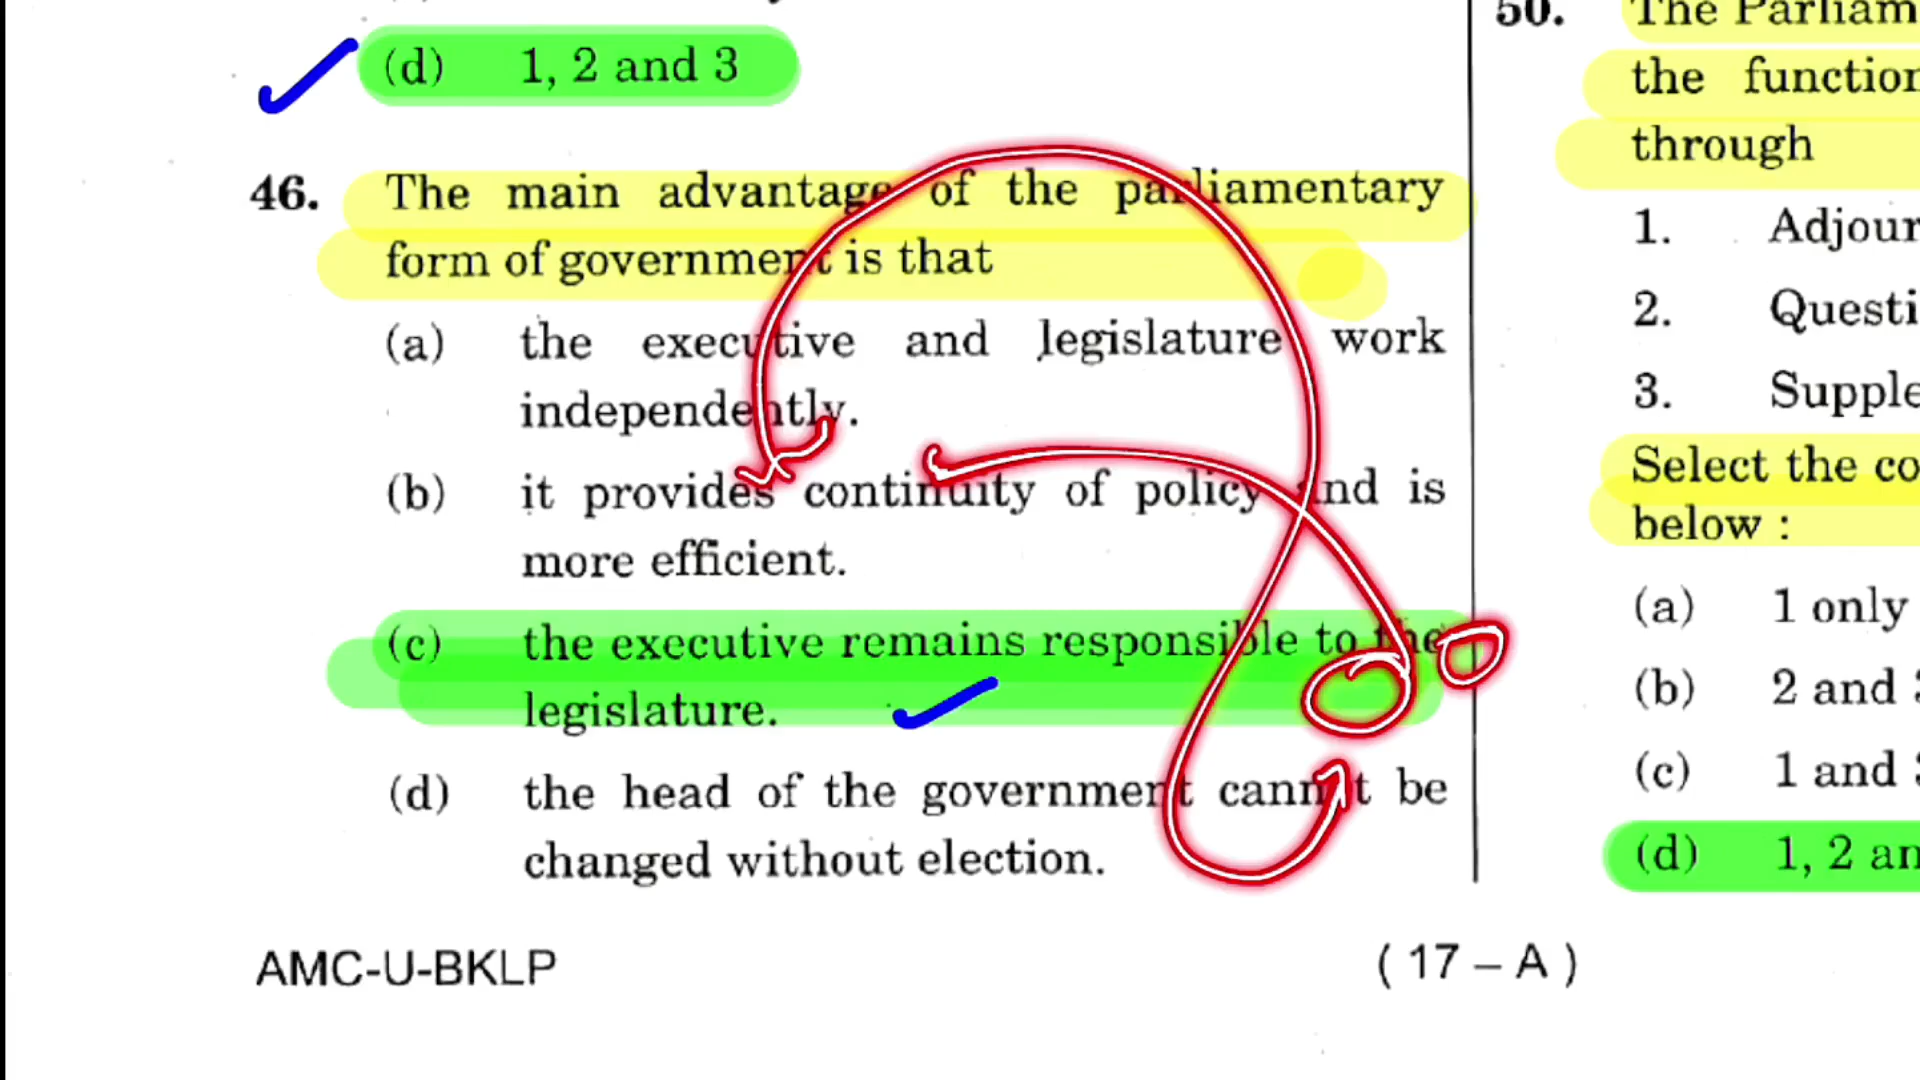 (d) 1, 2 and 3
46. The main advantage of the parliamentary
form of government is that
(a) the executive and legislature work
independently.
(b) it provides continuity of policy and is
more efficient.
(c) the executive remains responsible to the
legislature.
(d) the head of the government cannot be
changed without election.
AMC-U-BKLP
( 17 – A )
50. The Parliam
the function
through
1. Adjour
2. Questi
3. Supple
Select the co
below :
(a) 1 only
(b) 2 and
(c) 1 and
(d) 1, 2 an